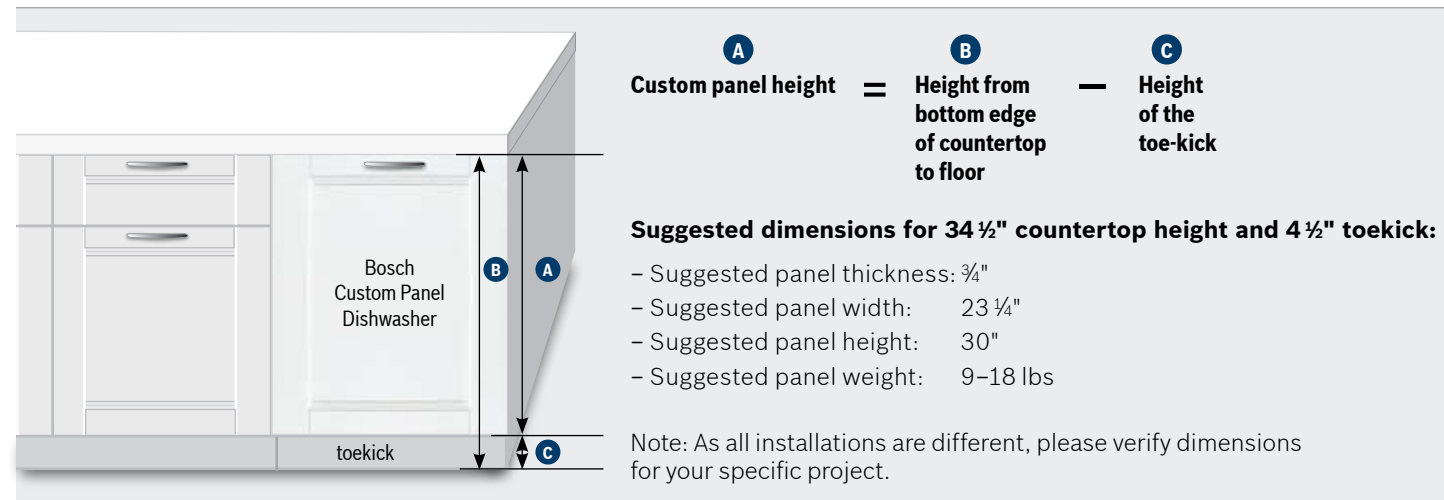 A
Custom panel height
=
B
Height from
bottom edge
of countertop
to floor
—
C
Height
of the
toe-kick
Suggested dimensions for 34 ½" countertop height and 4 ½" toekick:
– Suggested panel thickness: ¾"
– Suggested panel width: 23 ¼"
– Suggested panel height: 30"
– Suggested panel weight: 9–18 lbs
Note: As all installations are different, please verify dimensions
for your specific project.
Bosch
Custom Panel
Dishwasher
B
A
toekick
C